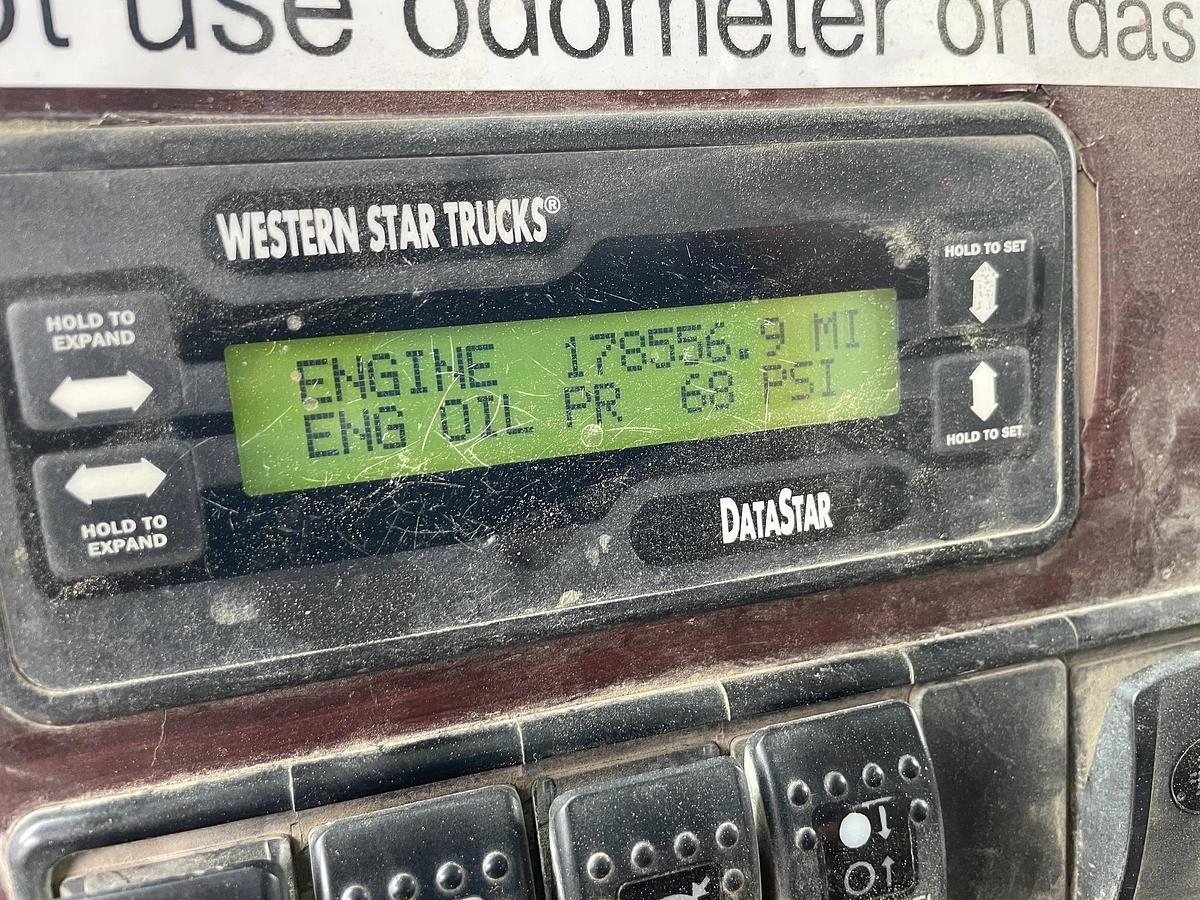 use odometer on das
WESTERN STAR TRUCKS®
HOLD TO SET
HOLD TO
EXPAND
ENGINE 178556.9 MI
ENG OIL PR 68 PSI
HOLD TO SET
HOLD TO
EXPAND
DATASTAR